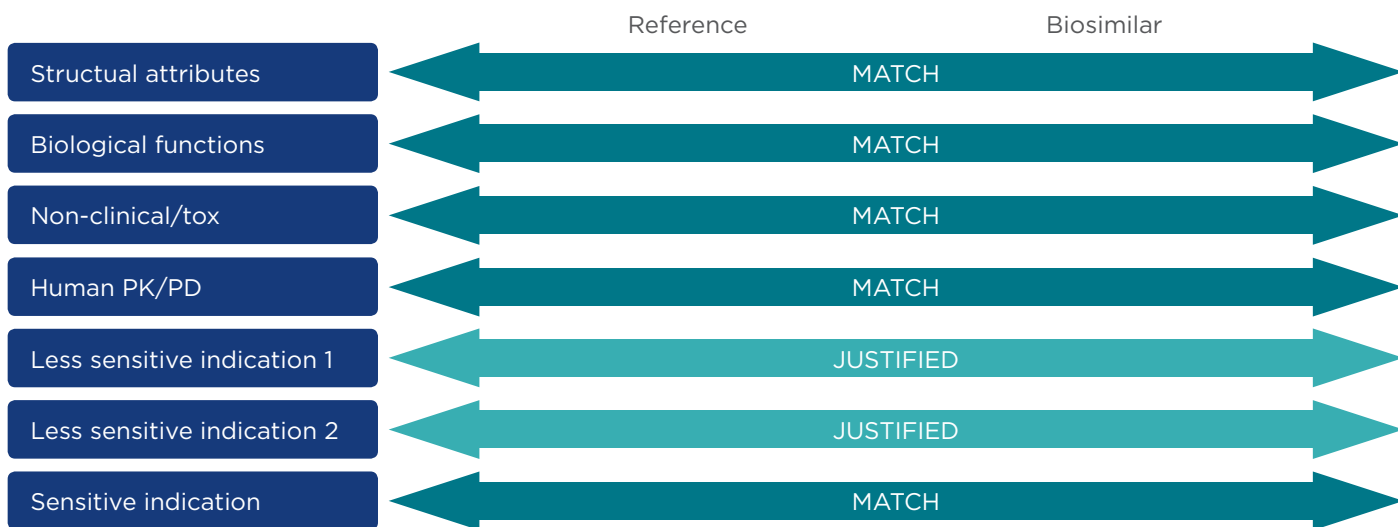 Reference Biosimilar
Structual attributes MATCH
Biological functions MATCH
Non-clinical/tox MATCH
Human PK/PD MATCH
Less sensitive indication 1 JUSTIFIED
Less sensitive indication 2 JUSTIFIED
Sensitive indication MATCH